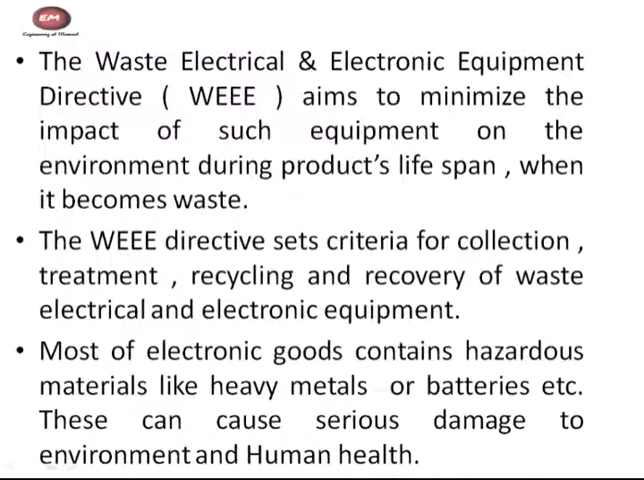 EM
Engineering at Moment
• The Waste Electrical & Electronic Equipment
Directive ( WEEE ) aims to minimize the
impact of such equipment on the
environment during product’s life span , when
it becomes waste.
• The WEEE directive sets criteria for collection ,
treatment , recycling and recovery of waste
electrical and electronic equipment.
• Most of electronic goods contains hazardous
materials like heavy metals or batteries etc.
These can cause serious damage to
environment and Human health.